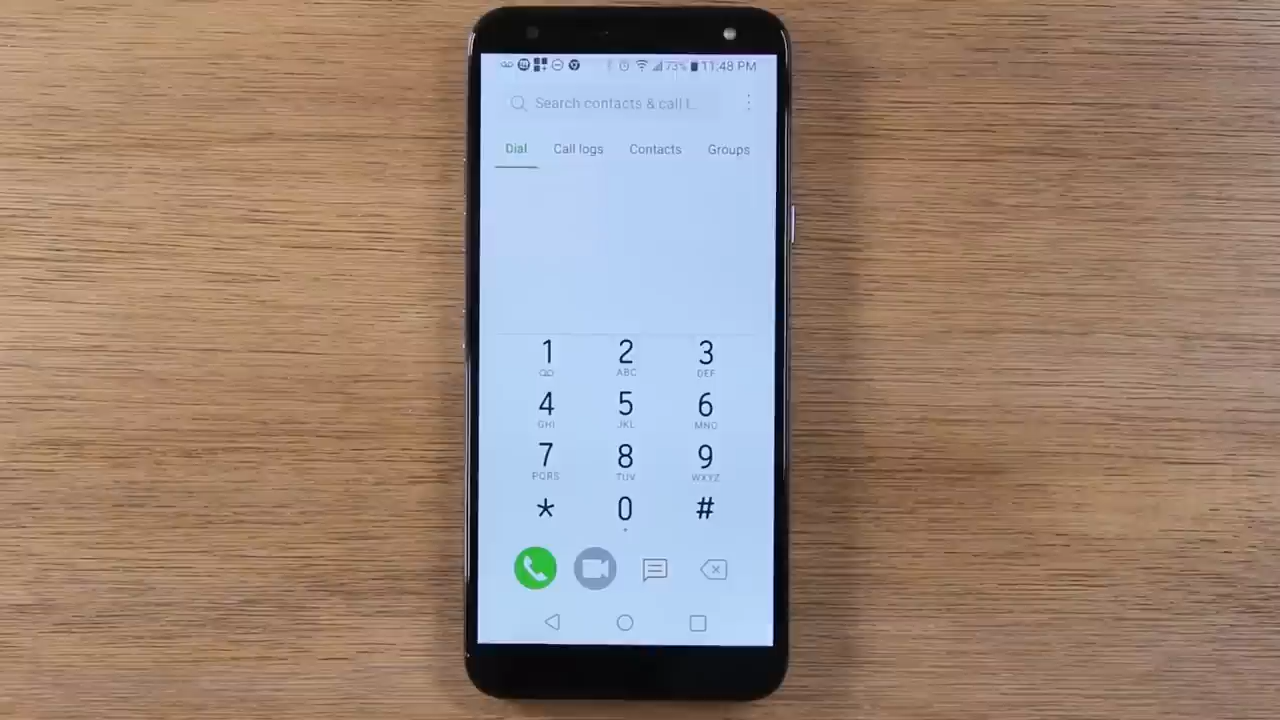 73% 11:48 PM
Search contacts & call l...
Dial Call logs Contacts Groups
1 2 3
ABC DEF
4 5 6
GHI JKL MNO
7 8 9
PQRS TUV WXYZ
* 0 #